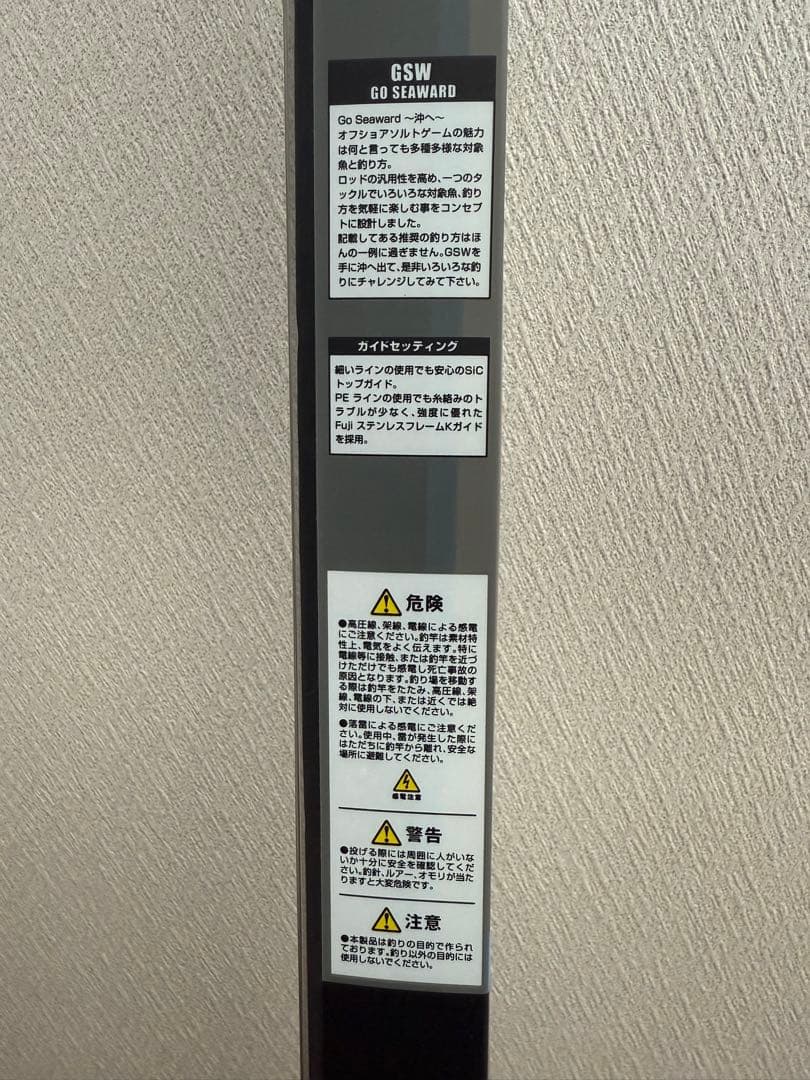 GSW
GO SEAWARD
Go Seaward ～沖へ～
オフショアソルトゲームの魅力
は何と言っても多種多様な対象
魚と釣り方。
ロッドの汎用性を高め、一つのタ
ックルでいろいろな対象魚、釣り
方を気軽に楽しむ事をコンセプ
トに設計しました。
記載してある推奨の釣り方はほ
んの一例に過ぎません。GSWを
手に沖へ出て、是非いろいろな釣
りにチャレンジしてみて下さい。
ガイドセッティング
細いラインの使用でも安心のSiC
トップガイド。
PE ラインの使用でも糸絡みのト
ラブルが少なく、強度に優れた
Fuji ステンレスフレームKガイド
を採用。
危険
●高圧線、架線、電線による感電
にご注意ください。釣竿は素材特
性上、電気をよく伝えます。特に
電線等に接触、または釣竿を近づ
けただけでも感電し死亡事故の
原因となります。釣り場を移動す
る際は釣竿をたたみ、高圧線、架
線、電線の下、または近くでは絶
対に使用しないでください。
●落雷による感電にご注意くだ
さい。使用中、雷が発生した際に
はただちに釣竿から離れ、安全な
場所に避難してください。
感電注意
警告
●投げる際には周囲に人がいな
いか十分に安全を確認してくだ
さい。釣針、ルアー、オモリが当た
りますと大変危険です。
注意
●本製品は釣りの目的で作られ
ております。釣り以外の目的には
使用しないでください。